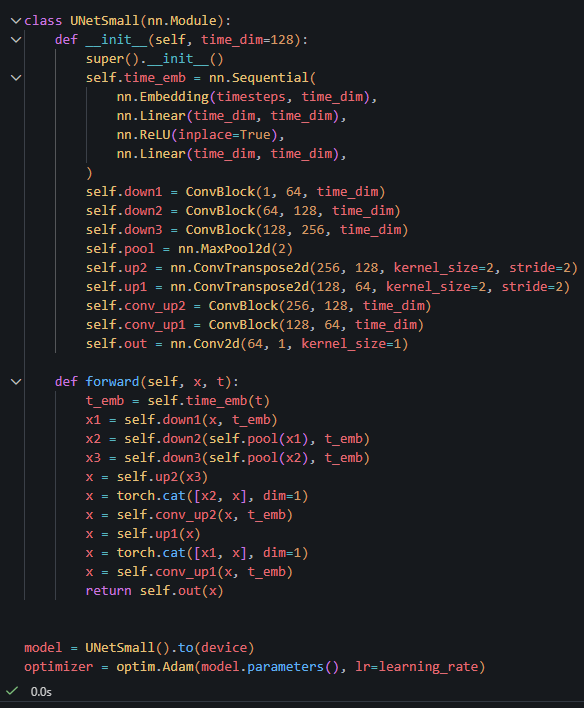 class UNetSmall(nn.Module):
    def __init__(self, time_dim=128):
        super().__init__()
        self.time_emb = nn.Sequential(
            nn.Embedding(timesteps, time_dim),
            nn.Linear(time_dim, time_dim),
            nn.ReLU(inplace=True),
            nn.Linear(time_dim, time_dim),
        )
        self.down1 = ConvBlock(1, 64, time_dim)
        self.down2 = ConvBlock(64, 128, time_dim)
        self.down3 = ConvBlock(128, 256, time_dim)
        self.pool = nn.MaxPool2d(2)
        self.up2 = nn.ConvTranspose2d(256, 128, kernel_size=2, stride=2)
        self.up1 = nn.ConvTranspose2d(128, 64, kernel_size=2, stride=2)
        self.conv_up2 = ConvBlock(256, 128, time_dim)
        self.conv_up1 = ConvBlock(128, 64, time_dim)
        self.out = nn.Conv2d(64, 1, kernel_size=1)

    def forward(self, x, t):
        t_emb = self.time_emb(t)
        x1 = self.down1(x, t_emb)
        x2 = self.down2(self.pool(x1), t_emb)
        x3 = self.down3(self.pool(x2), t_emb)
        x = self.up2(x3)
        x = torch.cat([x2, x], dim=1)
        x = self.conv_up2(x, t_emb)
        x = self.up1(x)
        x = torch.cat([x1, x], dim=1)
        x = self.conv_up1(x, t_emb)
        return self.out(x)


model = UNetSmall().to(device)
optimizer = optim.Adam(model.parameters(), lr=learning_rate)
0.0s